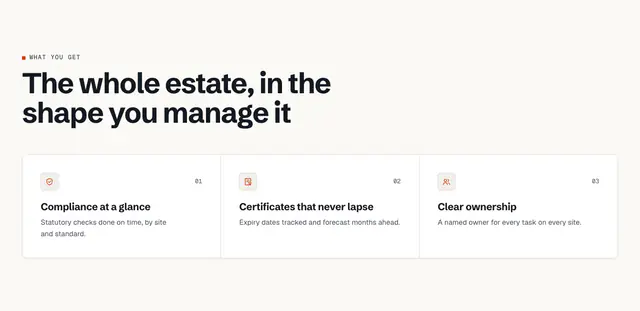 WHAT YOU GET
The whole estate, in the
shape you manage it
01
Compliance at a glance
Statutory checks done on time, by site
and standard.
02
Certificates that never lapse
Expiry dates tracked and forecast months ahead.
03
Clear ownership
A named owner for every task on every site.